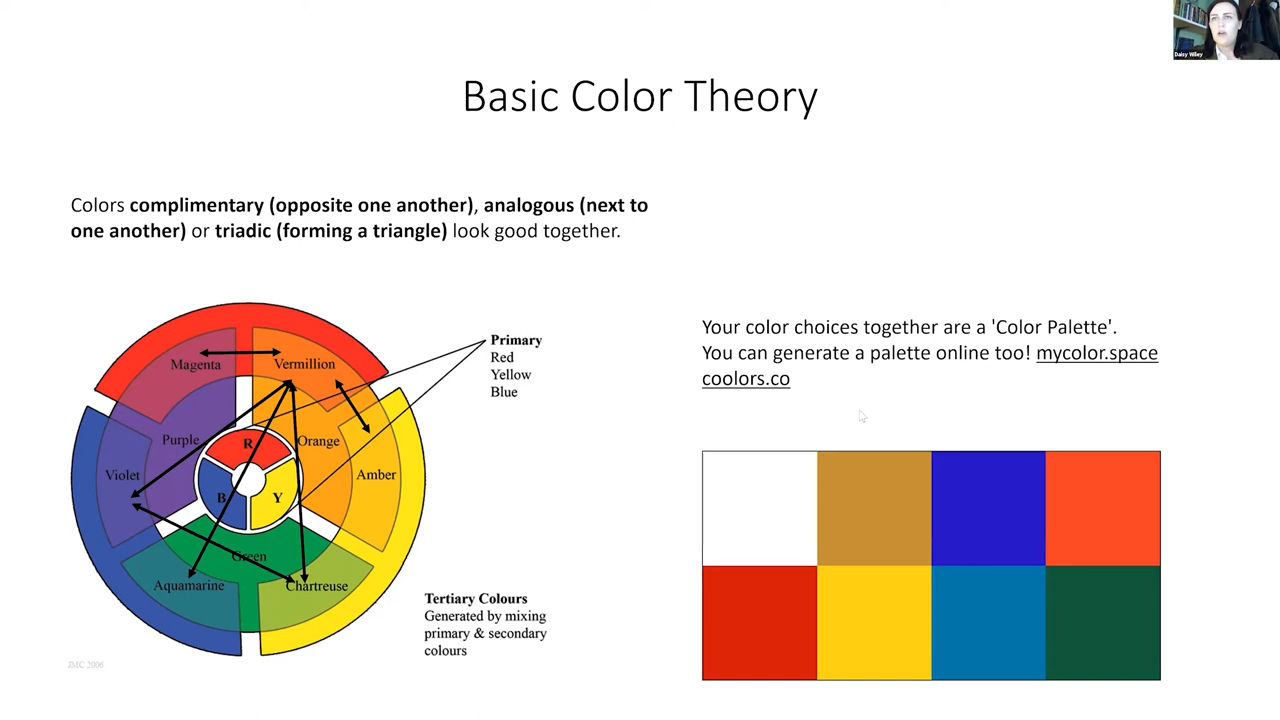 Daisy Wiley
Basic Color Theory
Colors complimentary (opposite one another), analogous (next to
one another) or triadic (forming a triangle) look good together.
Magenta
Vermillion
Purple
R
Orange
Violet
B
Y
Amber
Green
Aquamarine
Chartreuse
Primary
Red
Yellow
Blue
Tertiary Colours
Generated by mixing
primary & secondary
colours
JMC 2006
Your color choices together are a 'Color Palette'.
You can generate a palette online too! mycolor.space
coolors.co